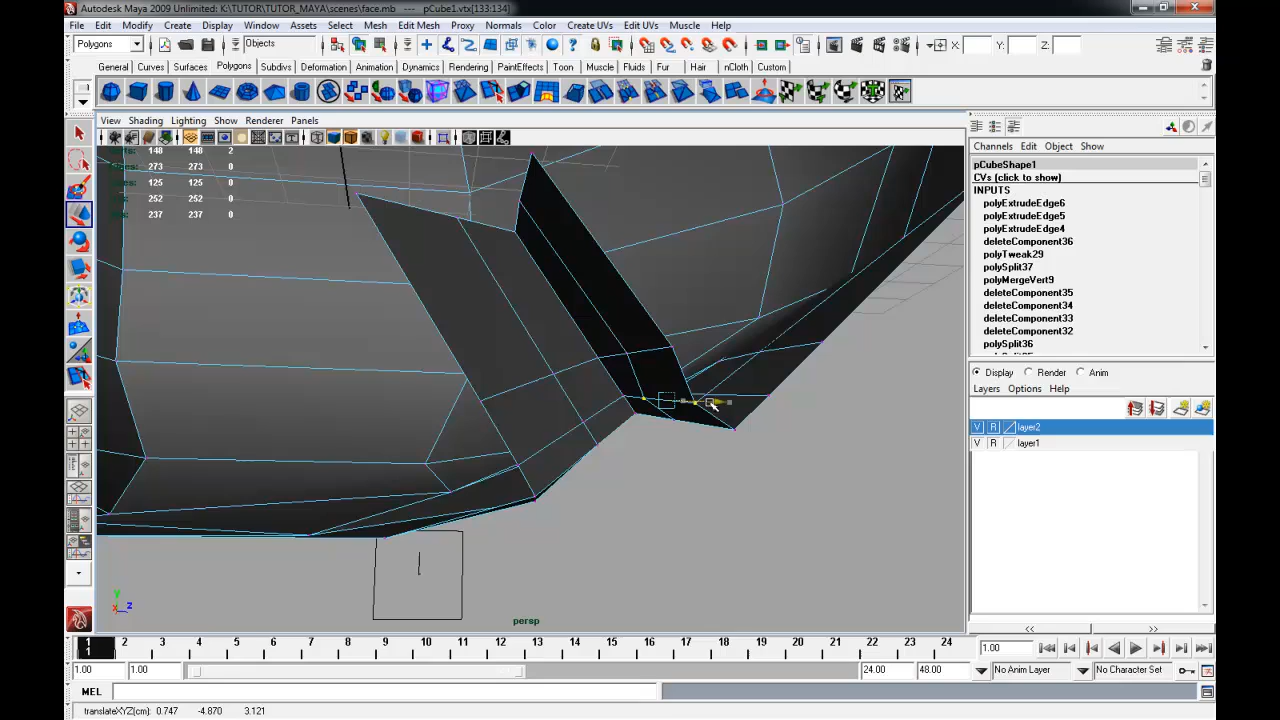 Autodesk Maya 2009 Unlimited: K:\TUTOR\TUTOR_MAYA\scenes\face.mb --- pCube1.vtx[133:134]
File Edit Modify Create Display Window Assets Select Mesh Edit Mesh Proxy Normals Color Create UVs Edit UVs Muscle Help
Polygons Objects X: Y: Z:
General Curves Surfaces Polygons Subdivs Deformation Animation Dynamics Rendering PaintEffects Toon Muscle Fluids Fur Hair nCloth Custom
View Shading Lighting Show Renderer Panels
148 148 2
273 273 0
125 125 0
252 252 0
237 237 0
Channels Edit Object Show
pCubeShape1
CVs (click to show)
INPUTS
polyExtrudeEdge6
polyExtrudeEdge5
polyExtrudeEdge4
deleteComponent36
polyTweak29
polySplit37
polyMergeVert9
deleteComponent35
deleteComponent34
deleteComponent33
deleteComponent32
polySplit36
Display Render Anim
Layers Options Help
V R layer2
V R layer1
y
x z
persp
<< >>
1 2 3 4 5 6 7 8 9 10 11 12 13 14 15 16 17 18 19 20 21 22 23 24
1
1.00
1.00 1.00 24.00 48.00 No Anim Layer No Character Set
MEL
translateXYZ(cm): 0.747 -4.870 3.121